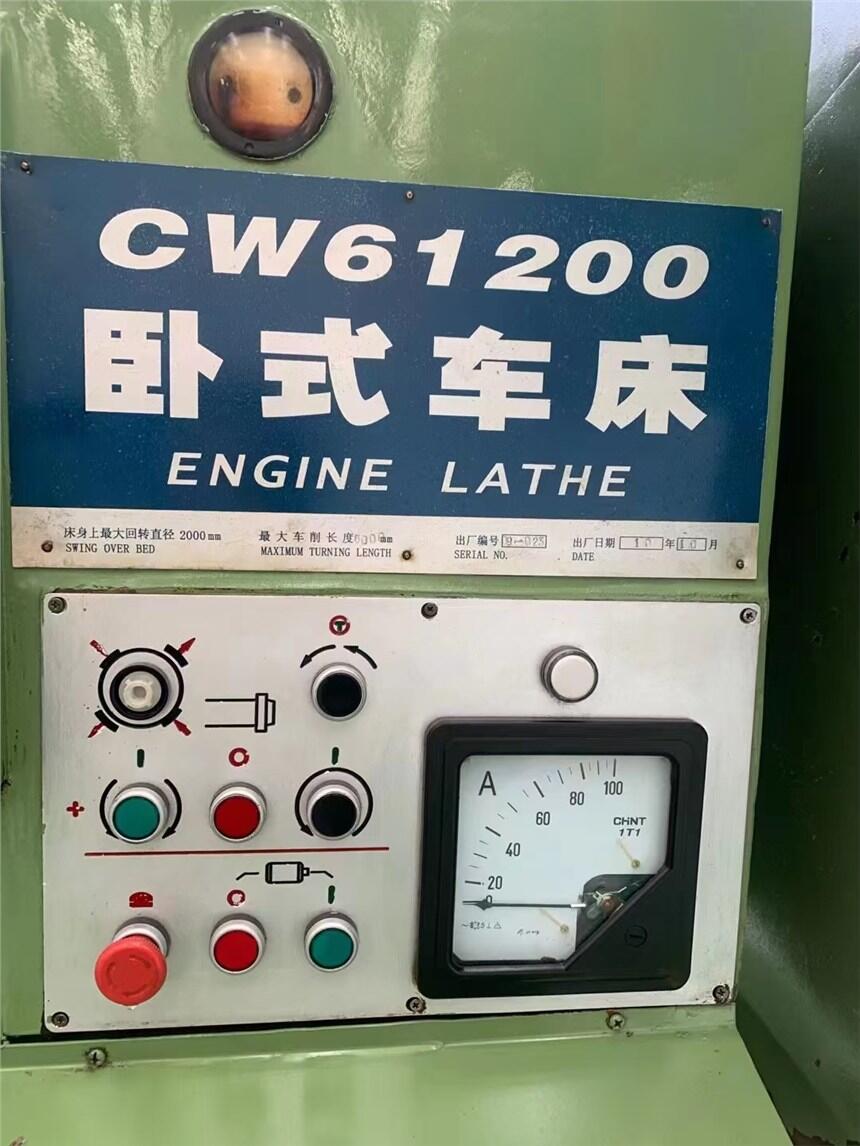 CW61200
卧式车床
ENGINE LATHE
床身上最大回转直径 2000mm
SWING OVER BED
最大车削长度 mm
MAXIMUM TURNING LENGTH
出厂编号
SERIAL NO.
出厂日期 10 年 10 月
DATE
A
0
20
40
60
80
100
CHNT
1T1